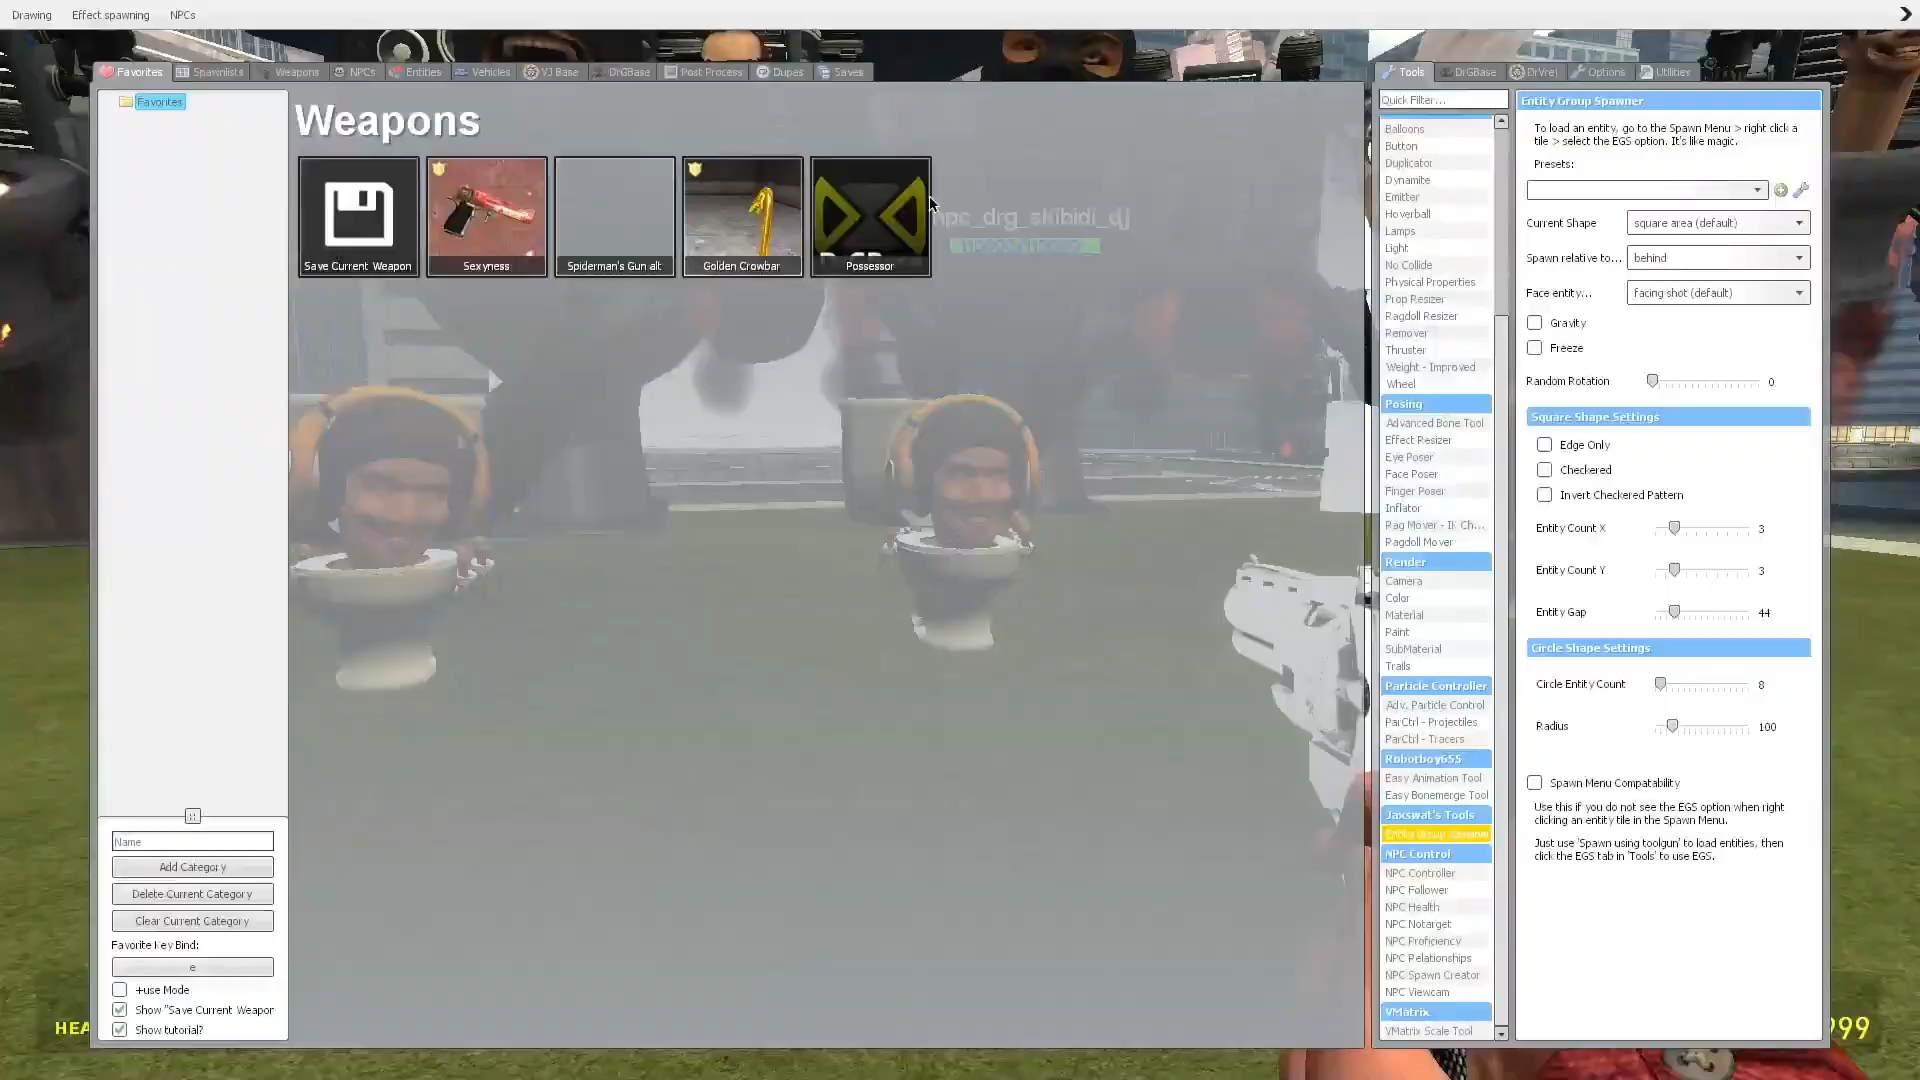 Drawing Effect spawning NPCs
Favorites Spawnlists Weapons NPCs Entities Vehicles VJ Base DrGBase Post Process Dupes Saves
Favorites
Weapons
Save Current Weapon
Sexyness
Spiderman's Gun alt
Golden Crowbar
Possessor
npc_drg_skibidi_dj
Name
Add Category
Delete Current Category
Clear Current Category
Favorite Key Bind:
e
+use Mode
Show "Save Current Weapor
Show tutorial?
HEA
Tools DrGBase DrVrej Options Utilities
Quick Filter...
Balloons
Button
Duplicator
Dynamite
Emitter
Hoverball
Lamps
Light
No Collide
Physical Properties
Prop Resizer
Ragdoll Resizer
Remover
Thruster
Weight - Improved
Wheel
Posing
Advanced Bone Tool
Effect Resizer
Eye Poser
Face Poser
Finger Poser
Inflator
Rag Mover - IK Ch...
Ragdoll Mover
Render
Camera
Color
Material
Paint
SubMaterial
Trails
Particle Controller
Adv. Particle Control
ParCtrl - Projectiles
ParCtrl - Tracers
Robotboy655
Easy Animation Tool
Easy Bonemerge Tool
Jaxswat's Tools
Entity Group Spawner
NPC Control
NPC Controller
NPC Follower
NPC Health
NPC Notarget
NPC Proficiency
NPC Relationships
NPC Spawn Creator
NPC Viewcam
VMatrix
VMatrix Scale Tool
Entity Group Spawner
To load an entity, go to the Spawn Menu > right click a
tile > select the EGS option. It's like magic.
Presets:
Current Shape square area (default)
Spawn relative to... behind
Face entity... facing shot (default)
Gravity
Freeze
Random Rotation 0
Square Shape Settings
Edge Only
Checkered
Invert Checkered Pattern
Entity Count X 3
Entity Count Y 3
Entity Gap 44
Circle Shape Settings
Circle Entity Count 8
Radius 100
Spawn Menu Compatability
Use this if you do not see the EGS option when right
clicking an entity tile in the Spawn Menu.
Just use 'Spawn using toolgun' to load entities, then
click the EGS tab in 'Tools' to use EGS.
999